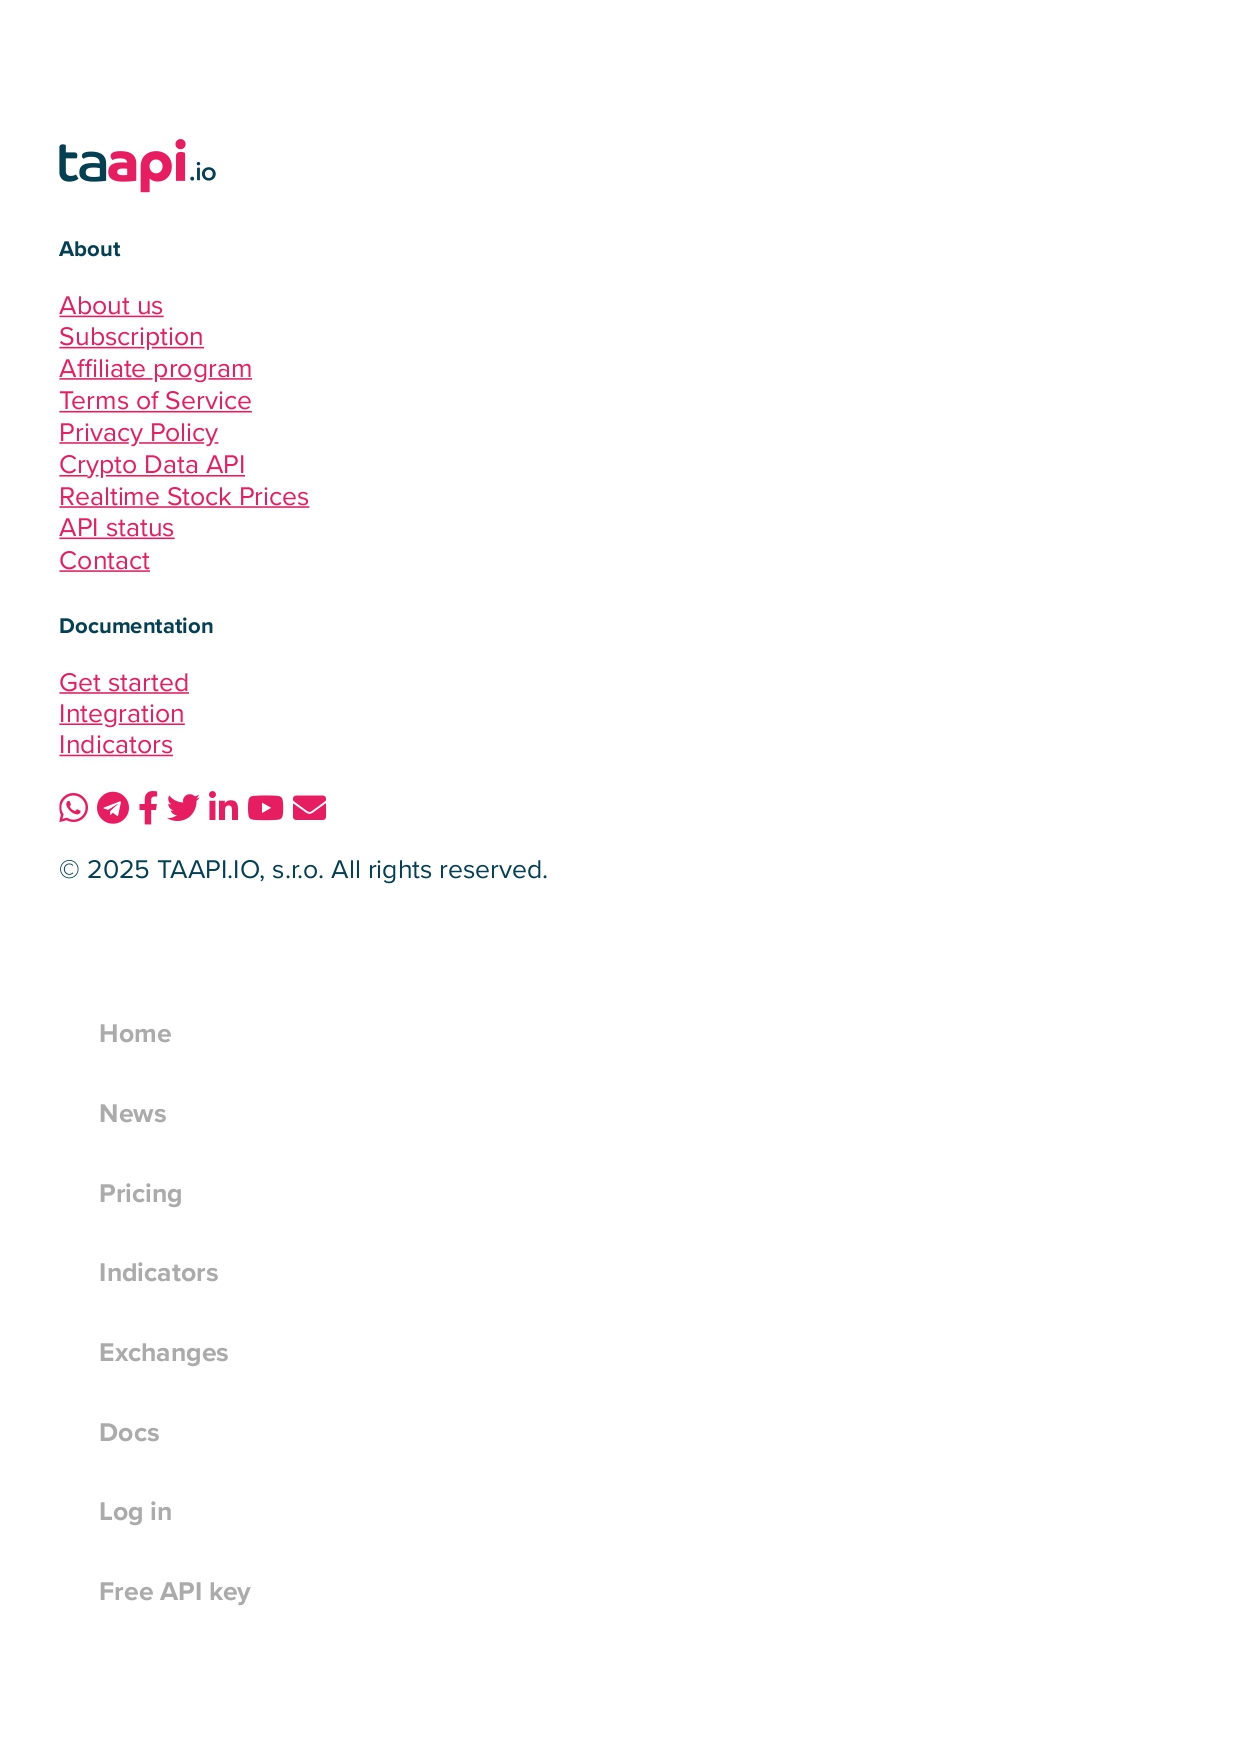 taapi.io
About
About us
Subscription
Affiliate program
Terms of Service
Privacy Policy
Crypto Data API
Realtime Stock Prices
API status
Contact
Documentation
Get started
Integration
Indicators
© 2025 TAAPI.IO, s.r.o. All rights reserved.
Home
News
Pricing
Indicators
Exchanges
Docs
Log in
Free API key